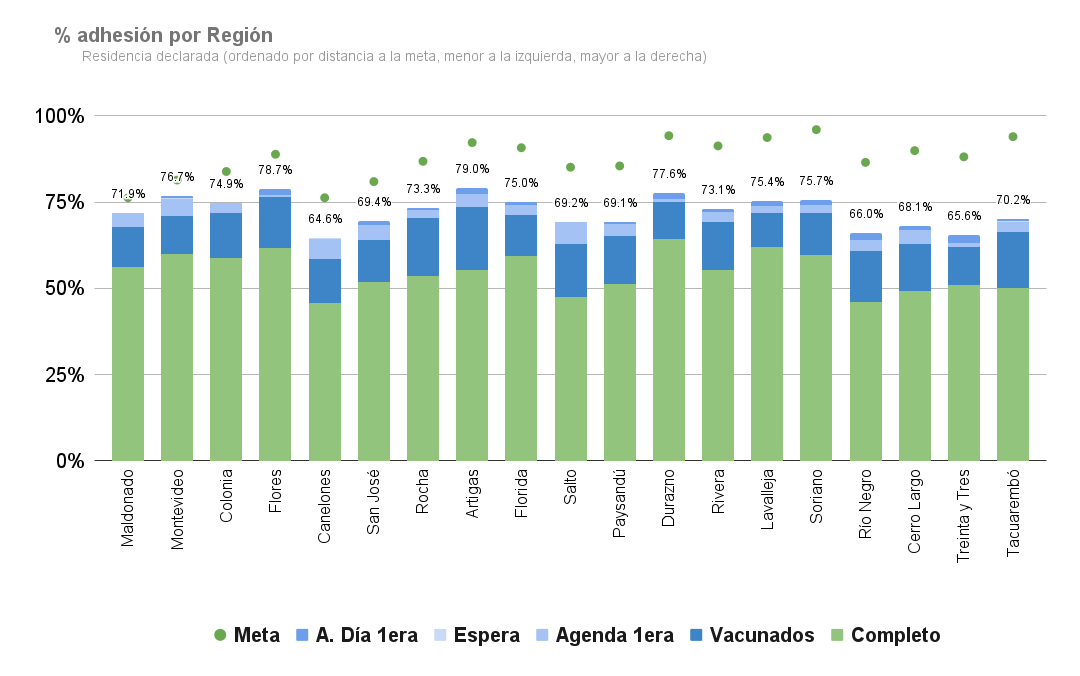 % adhesión por Región
Residencia declarada (ordenado por distancia a la meta, menor a la izquierda, mayor a la derecha)
100%
75%
50%
25%
0%
71.9%
76.7%
74.9%
78.7%
64.6%
69.4%
73.3%
79.0%
75.0%
69.2%
69.1%
77.6%
73.1%
75.4%
75.7%
66.0%
68.1%
65.6%
70.2%
Maldonado
Montevideo
Colonia
Flores
Canelones
San José
Rocha
Artigas
Florida
Salto
Paysandú
Durazno
Rivera
Lavalleja
Soriano
Río Negro
Cerro Largo
Treinta y Tres
Tacuarembó
Meta A. Día 1era Espera Agenda 1era Vacunados Completo